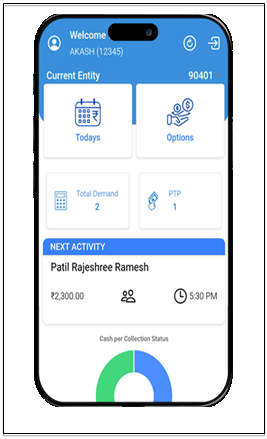 Welcome
AKASH (12345)
Current Entity 90401
Todays Options
Total Demand PTP
2 1
NEXT ACTIVITY
Patil Rajeshree Ramesh
₹2,300.00 5:30 PM
Cash per Collection Status